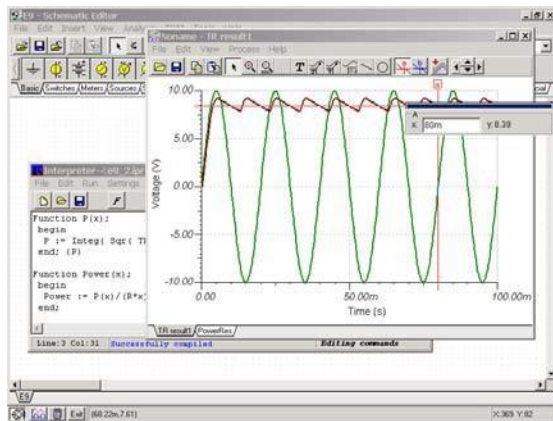 E9 - Schematic Editor
File Edit Insert View
Noname - TR result1
File Edit View Process Help
T
Basic Switches Meters Sources
a
10.00
5.00
0.00
-5.00
-10.00
Voltage (V)
0.00 50.00m 100.00m
Time (s)
A
x: 80m y: 8.39
TR result1 PowerRes
Interpreter
File Edit Run Settings
F
Function P(x);
begin
P := Integ( Sqr(
end; {P}
Function Power(x);
begin
Power := P(x)/(R*x)
end;
Line:3 Col:31 Successfully compiled Editing commands
E9
Exit (68.22m,7.61) X:369 Y:82